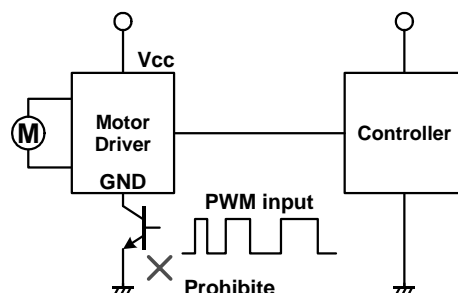 Vcc
M
Motor
Driver
Controller
GND
PWM input
Prohibite